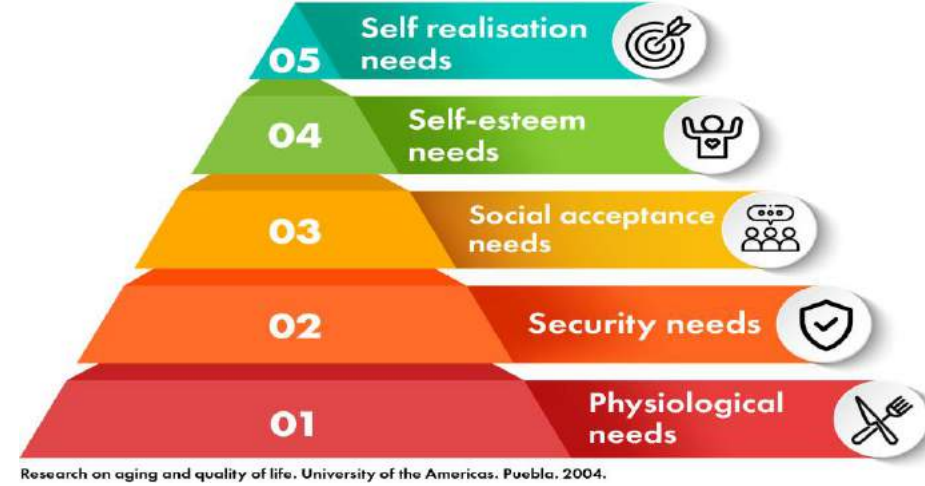 05
Self realisation
needs
04
Self-esteem
needs
03
Social acceptance
needs
02
Security needs
01
Physiological
needs
Research on aging and quality of life. University of the Americas. Puebla. 2004.